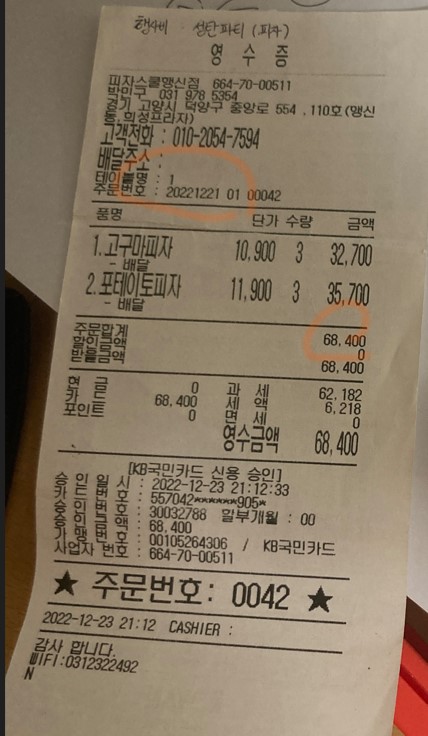 행사비 : 성탄파티 (피자)
영 수 증
피자스쿨행신점 664-70-00511
박민구 031 978 5354
경기 고양시 덕양구 중앙로 554 ,110호(행신
동,희성프라자)
고객전화 : 010-2054-7594
배달주소 :
테이블명 : 1
주문번호 : 20221221 01 00042
품명 단가 수량 금액
1.고구마피자 10,900 3 32,700
- 배달
2.포테이토피자 11,900 3 35,700
- 배달
주문합계 68,400
할인금액 0
받을금액 68,400
현 금 0 과 세 62,182
카 드 68,400 세 액 6,218
포인트 0 면 세 0
영수금액 68,400
[KB국민카드 신용 승인]
승 인 일 시 : 2022-12-23 21:12:33
카 드 번 호 : 557042******905*
승 인 번 호 : 30032788 할부개월 : 00
승 인 금 액 : 68,400
가 맹 번 호 : 00105264306 / KB국민카드
사업자 번호 : 664-70-00511
★ 주문번호: 0042 ★
2022-12-23 21:12 CASHIER :
감사 합니다.
WIFI:0312322492
N